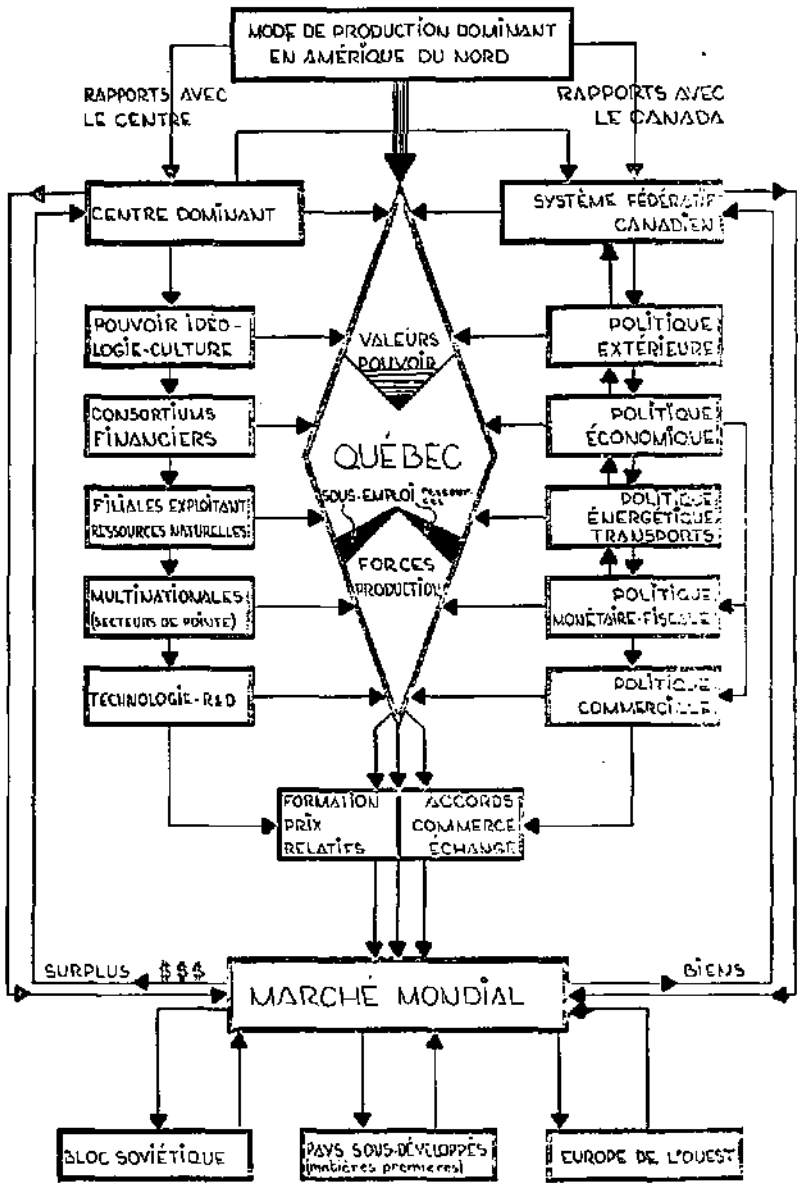 MODE DE PRODUCTION DOMINANT
EN AMÉRIQUE DU NORD
RAPPORTS AVEC
LE CENTRE
RAPPORTS AVEC
LE CANADA
CENTRE DOMINANT
SYSTÈME FÉDÉRATIF
CANADIEN
POUVOIR IDÉO-
LOGIE-CULTURE
VALEURS
POUVOIR
POLITIQUE
EXTÉRIEURE
CONSORTIUMS
FINANCIERS
QUÉBEC
POLITIQUE
ÉCONOMIQUE
FILIALES EXPLOITANT
RESSOURCES NATURELLES
SOUS-EMPLOI
POLITIQUE
ÉNERGÉTIQUE
TRANSPORTS
FORCES
PRODUCTION
MULTINATIONALES
(SECTEURS DE POINTE)
POLITIQUE
MONÉTAIRE-FISCALE
TECHNOLOGIE-R&D
POLITIQUE
COMMERCIALE
FORMATION
PRIX
RELATIFS
ACCORDS
COMMERCE
ÉCHANGE
SURPLUS $$$
BIENS
MARCHÉ MONDIAL
BLOC SOVIÉTIQUE
PAYS SOUS-DÉVELOPPÉS
(matières premières)
EUROPE DE L'OUEST